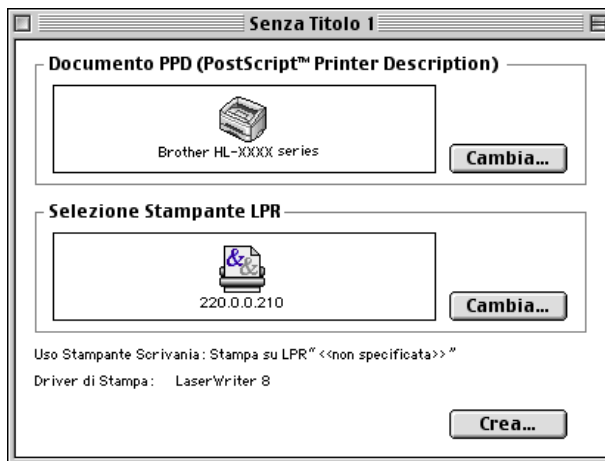 Senza Titolo 1
Documento PPD (PostScript™ Printer Description)
Brother HL-XXXX series
Cambia...
Selezione Stampante LPR
220.0.0.210
Cambia...
Uso Stampante Scrivania: Stampa su LPR“ <<non specificata>> ”
Driver di Stampa: LaserWriter 8
Crea...